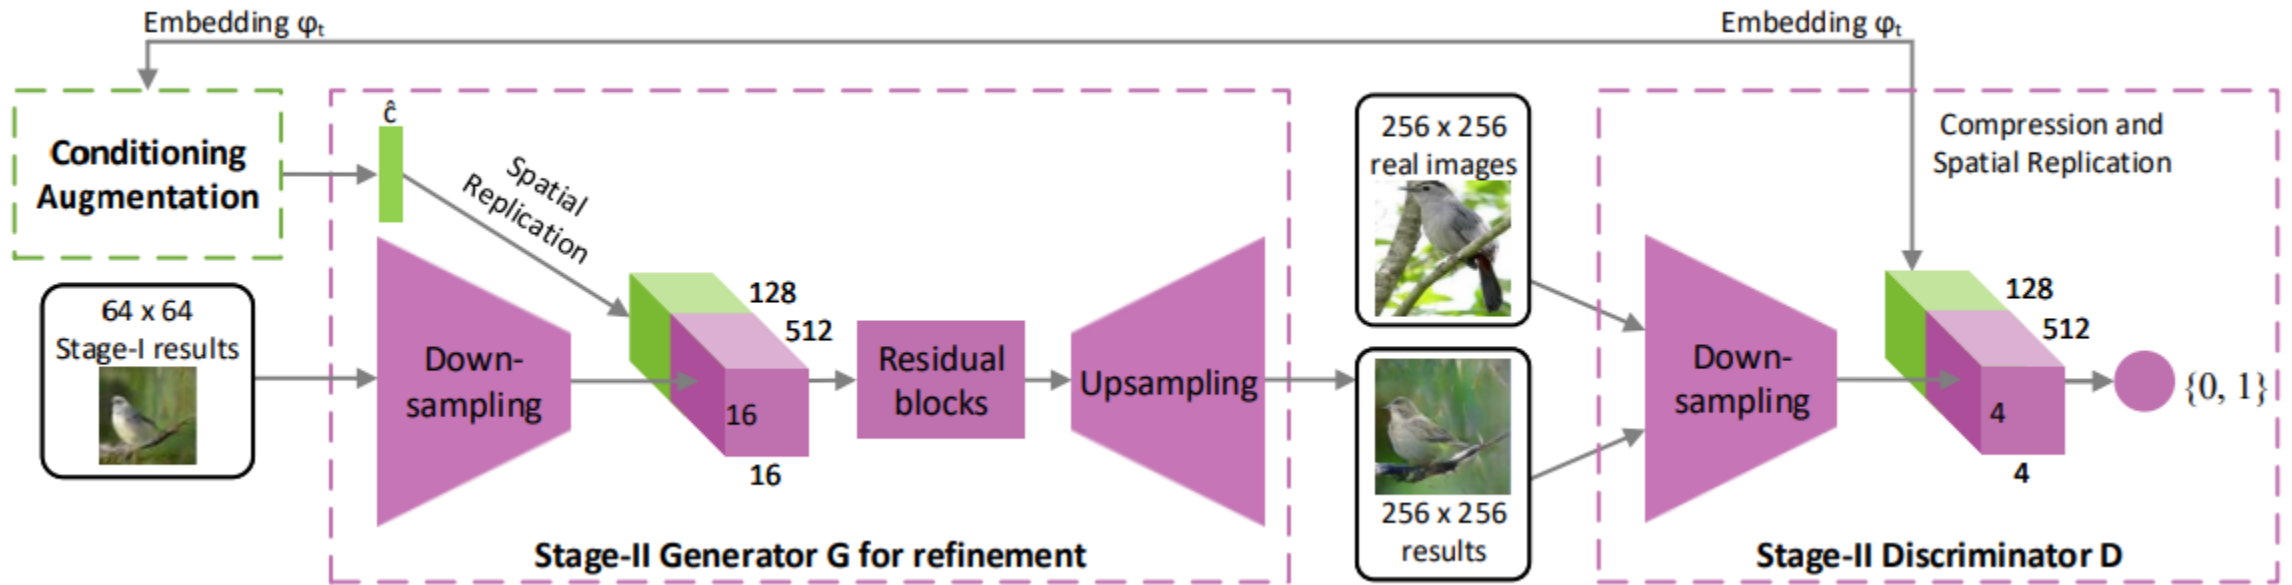 Embedding φₜ
Embedding φₜ
Conditioning
Augmentation
ĉ
Spatial
Replication
64 x 64
Stage-I results
Down-
sampling
128
512
16
16
Residual
blocks
Upsampling
Stage-II Generator G for refinement
256 x 256
real images
256 x 256
results
Compression and
Spatial Replication
Down-
sampling
128
512
4
4
{0, 1}
Stage-II Discriminator D